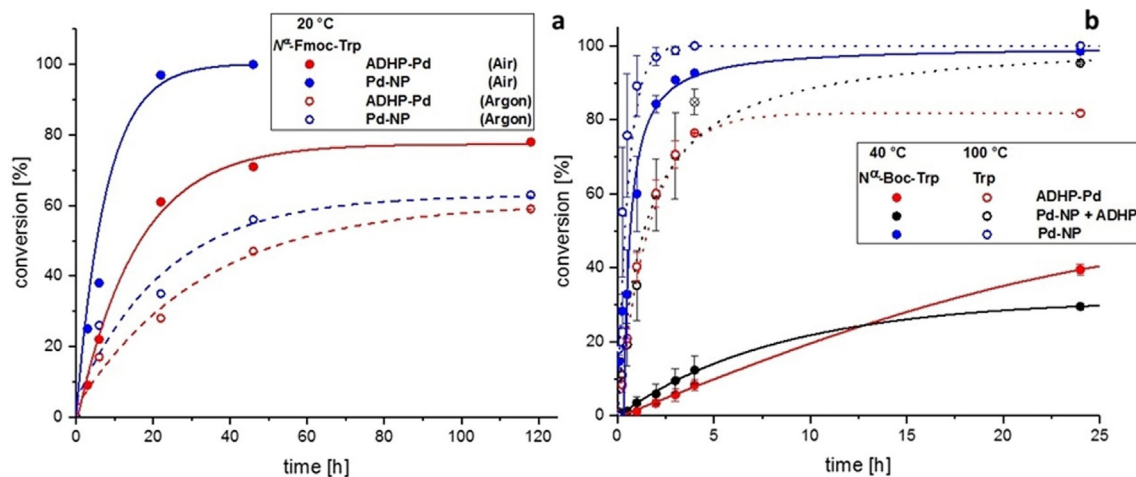 a
20 °C
Nα-Fmoc-Trp
ADHP-Pd (Air)
Pd-NP (Air)
ADHP-Pd (Argon)
Pd-NP (Argon)
conversion [%]
100
80
60
40
20
0
0 20 40 60 80 100 120
time [h]
b
40 °C 100 °C
Nα-Boc-Trp Trp
ADHP-Pd
Pd-NP + ADHP
Pd-NP
conversion [%]
100
80
60
40
20
0
0 5 10 15 20 25
time [h]